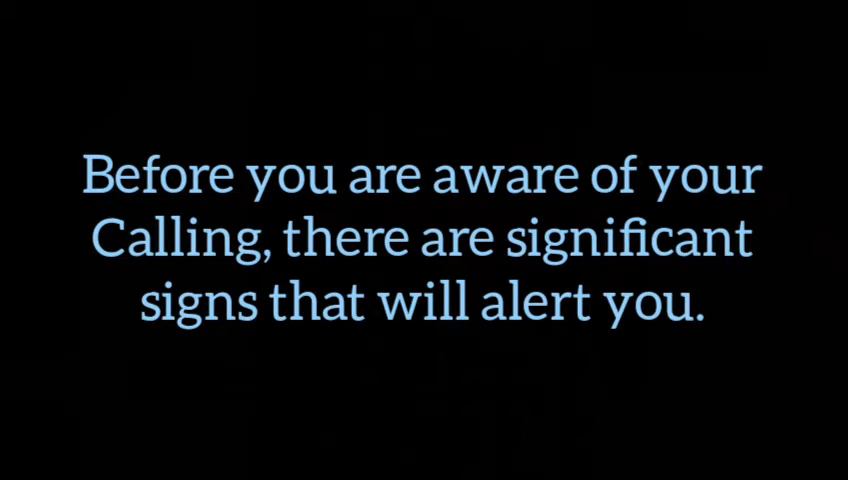 Before you are aware of your
Calling, there are significant
signs that will alert you.